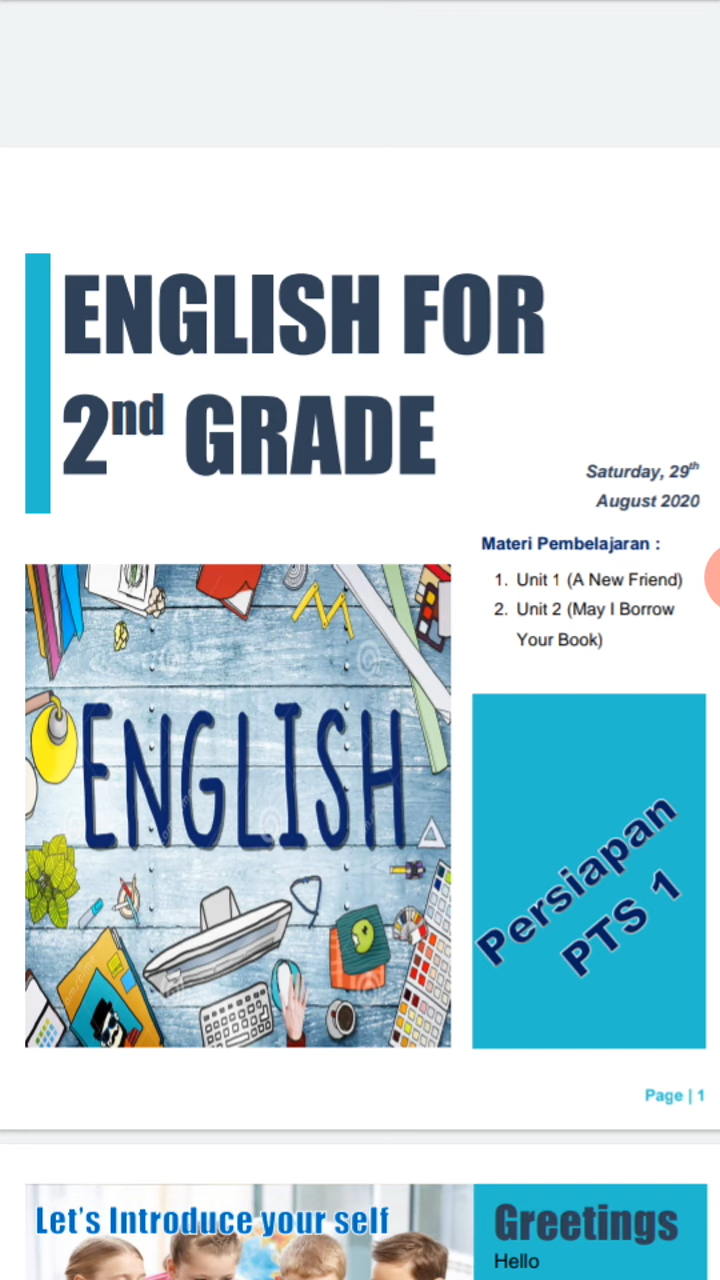 ENGLISH FOR
2nd GRADE
Saturday, 29th
August 2020
Materi Pembelajaran :
1. Unit 1 (A New Friend)
2. Unit 2 (May I Borrow
Your Book)
ENGLISH
Persiapan
PTS 1
Page | 1
Let's Introduce your self
Greetings
Hello